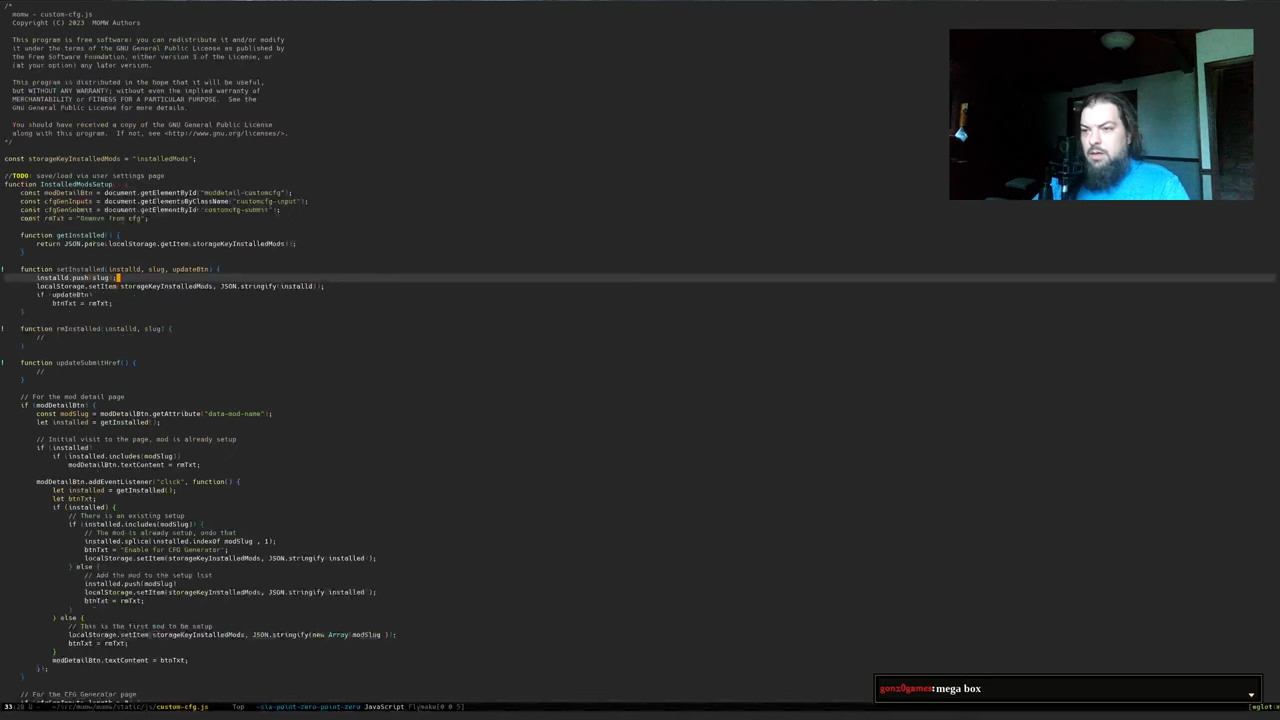 /*
momw - custom-cfg.js
Copyright (C) 2023  MOMW Authors
This program is free software: you can redistribute it and/or modify
it under the terms of the GNU General Public License as published by
the Free Software Foundation, either version 3 of the License, or
(at your option) any later version.
This program is distributed in the hope that it will be useful,
but WITHOUT ANY WARRANTY; without even the implied warranty of
MERCHANTABILITY or FITNESS FOR A PARTICULAR PURPOSE.  See the
GNU General Public License for more details.
You should have received a copy of the GNU General Public License
along with this program.  If not, see <http://www.gnu.org/licenses/>.
*/
const storageKeyInstalledMods = "installedMods";
//TODO: save/load via user settings page
function InstalledModsSetup
const modDetailBtn = document.getElementById("moddetail-customcfg");
const cfgGenInputs = document.getElementsByClassName("customcfg-input");
const cfgGenSubmit = document.getElementById("customcfg-submit");
const rmTxt = "Remove from cfg";
function getInstalled() {
return JSON.parse(localStorage.getItem(storageKeyInstalledMods));
}
! function setInstalled(installd, slug, updateBtn) {
installd.push(slug);
localStorage.setItem(storageKeyInstalledMods, JSON.stringify(installd));
if (updateBtn)
btnTxt = rmTxt;
}
! function rmInstalled(installd, slug) {
//
}
! function updateSubmitHref() {
//
}
// For the mod detail page
if (modDetailBtn) {
const modSlug = modDetailBtn.getAttribute("data-mod-name");
let installed = getInstalled();
// Initial visit to the page, mod is already setup
if (installed)
if (installed.includes(modSlug))
modDetailBtn.textContent = rmTxt;
modDetailBtn.addEventListener("click", function() {
let installed = getInstalled();
let btnTxt;
if (installed) {
// There is an existing setup
if (installed.includes(modSlug)) {
// The mod is already setup, undo that
installed.splice(installed.indexOf(modSlug), 1);
btnTxt = "Enable for CFG Generator";
localStorage.setItem(storageKeyInstalledMods, JSON.stringify(installed));
} else {
// Add the mod to the setup list
installed.push(modSlug)
localStorage.setItem(storageKeyInstalledMods, JSON.stringify(installed));
btnTxt = rmTxt;
}
} else {
// This is the first mod to be setup
localStorage.setItem(storageKeyInstalledMods, JSON.stringify(new Array(modSlug)));
btnTxt = rmTxt;
}
modDetailBtn.textContent = btnTxt;
});
}
// For the CFG Generator page
gonz0games: mega box
~/src/momw/momw/static/js/custom-cfg.js Top ~six-point-zero-point-zero JavaScript Flymake[0 0 5] [eglot: